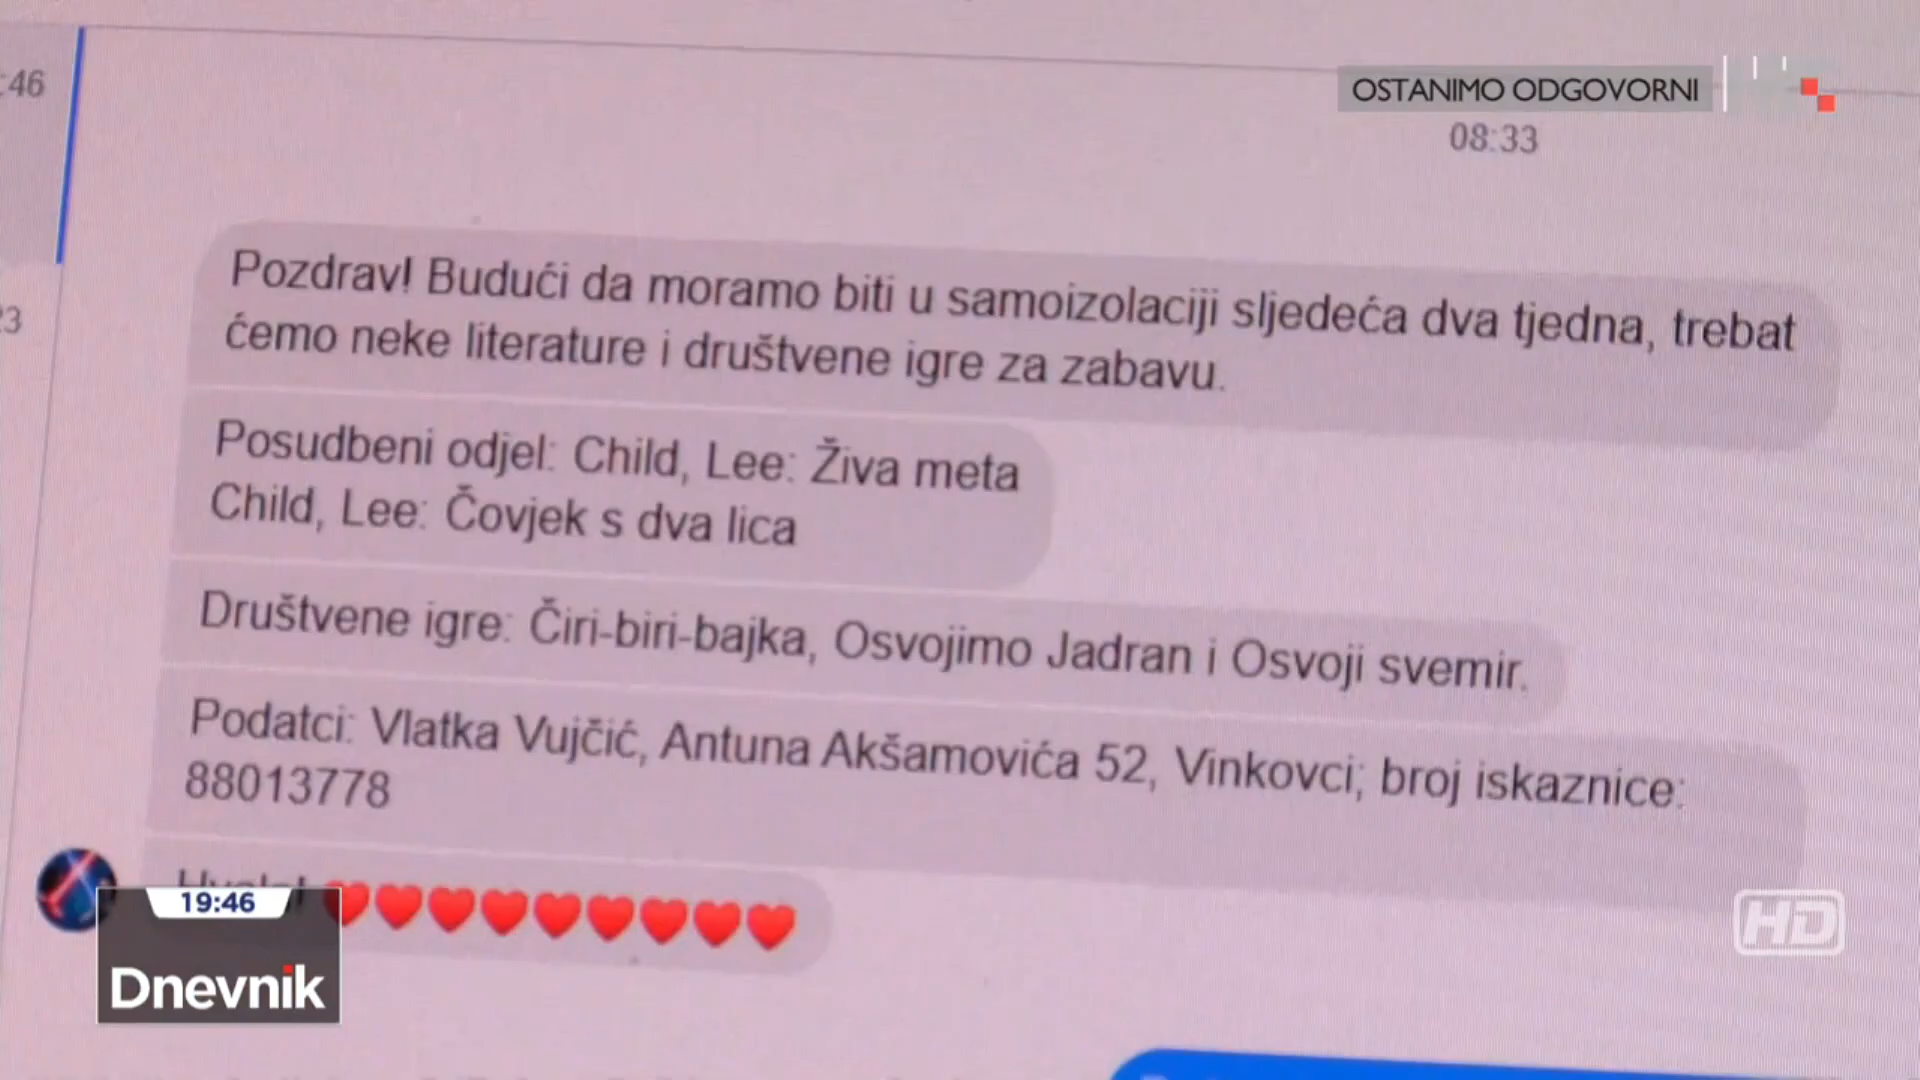 :46
OSTANIMO ODGOVORNI
08:33
23
Pozdrav! Budući da moramo biti u samoizolaciji sljedeća dva tjedna, trebat
ćemo neke literature i društvene igre za zabavu.
Posudbeni odjel: Child, Lee: Živa meta
Child, Lee: Čovjek s dva lica
Društvene igre: Čiri-biri-bajka, Osvojimo Jadran i Osvoji svemir.
Podatci: Vlatka Vujčić, Antuna Akšamovića 52, Vinkovci; broj iskaznice:
88013778
❤❤❤❤❤❤❤❤❤
19:46
Dnevnik
HD